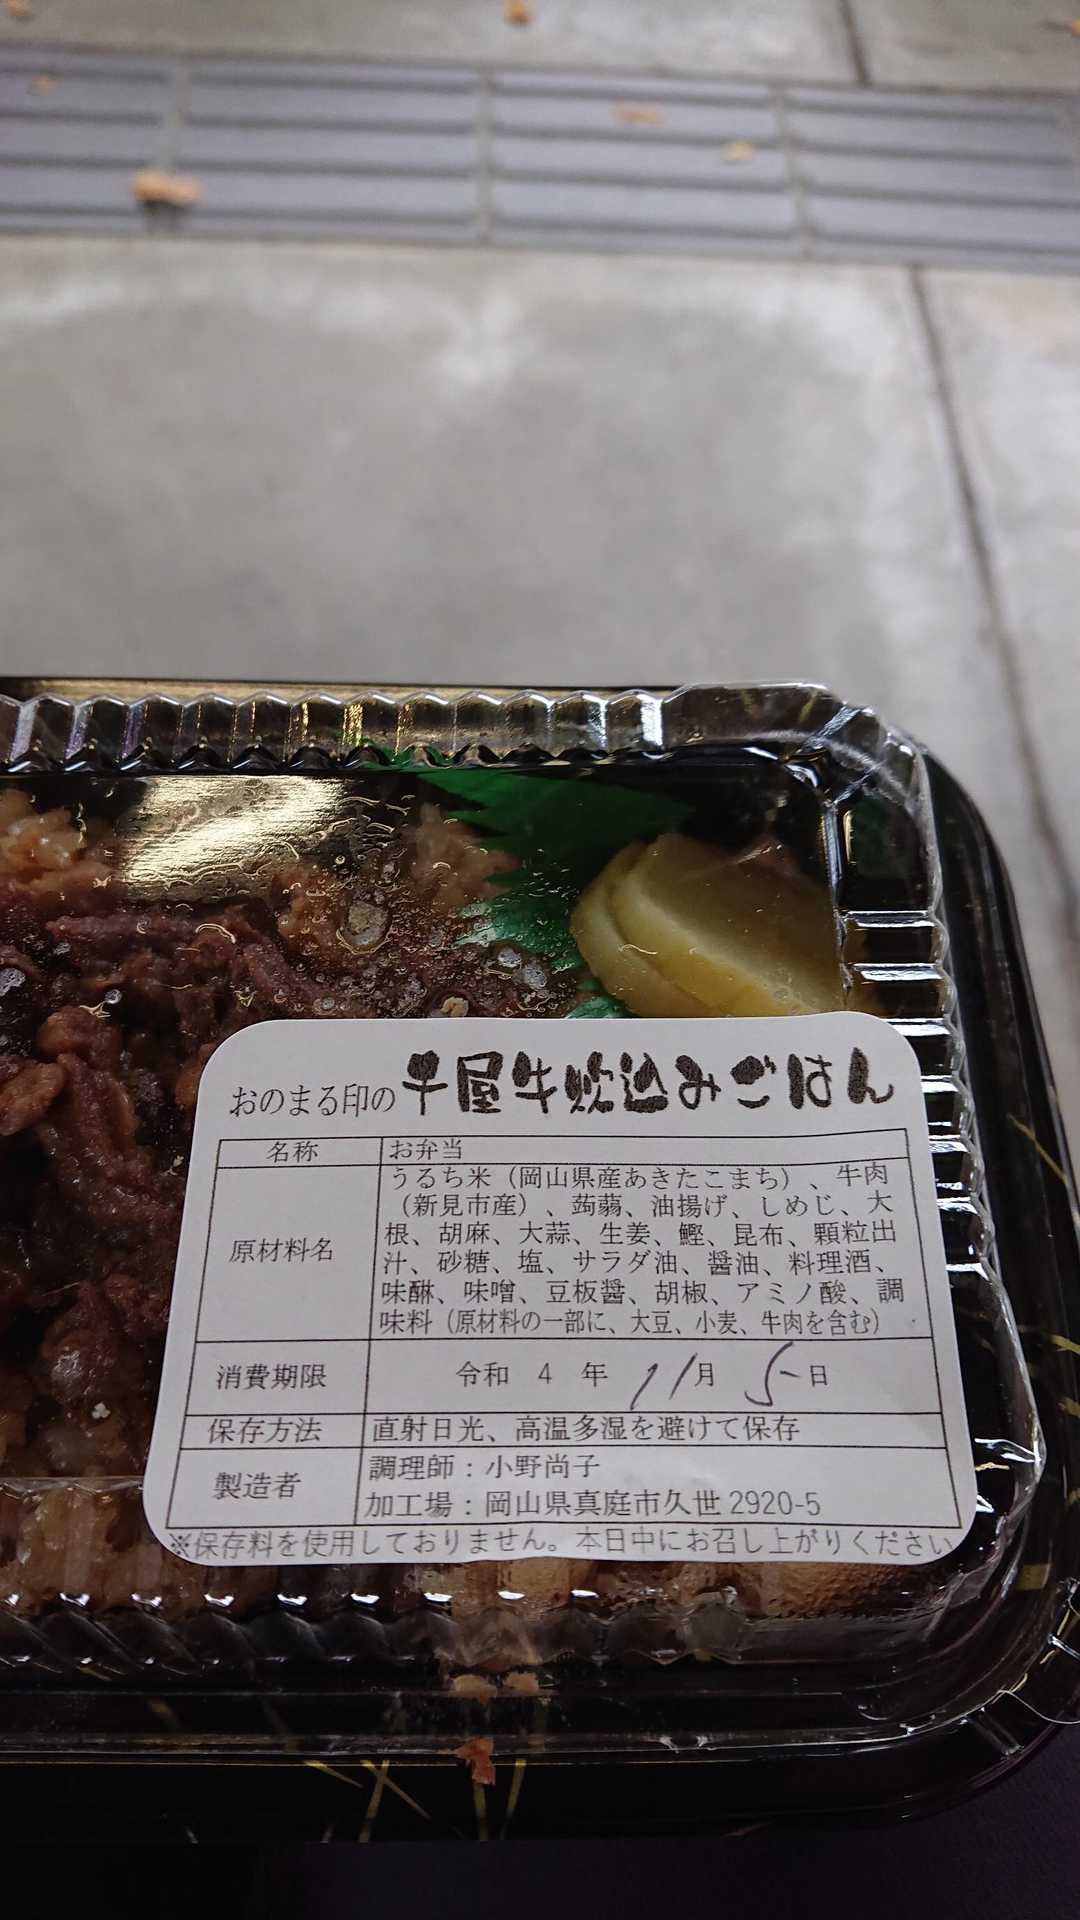 おのまる印の千屋牛炊込みごはん
名称 お弁当
原材料名 うるち米（岡山県産あきたこまち）、牛肉
（新見市産）、蒟蒻、油揚げ、しめじ、大
根、胡麻、大蒜、生姜、鰹、昆布、顆粒出
汁、砂糖、塩、サラダ油、醤油、料理酒、
味醂、味噌、豆板醤、胡椒、アミノ酸、調
味料（原材料の一部に、大豆、小麦、牛肉を含む）
消費期限 令和 4 年 11月 5日
保存方法 直射日光、高温多湿を避けて保存
製造者 調理師：小野尚子
加工場：岡山県真庭市久世2920-5
※保存料を使用しておりません。本日中にお召し上がりください